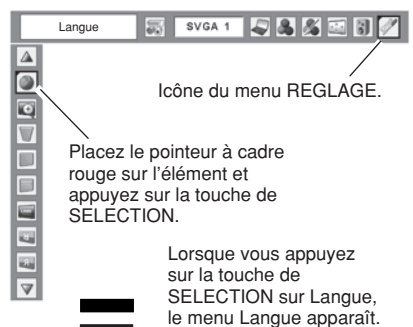 Langue
SVGA 1
Icône du menu REGLAGE.
Placez le pointeur à cadre
rouge sur l'élément et
appuyez sur la touche de
SELECTION.
Lorsque vous appuyez
sur la touche de
SELECTION sur Langue,
le menu Langue apparaît.